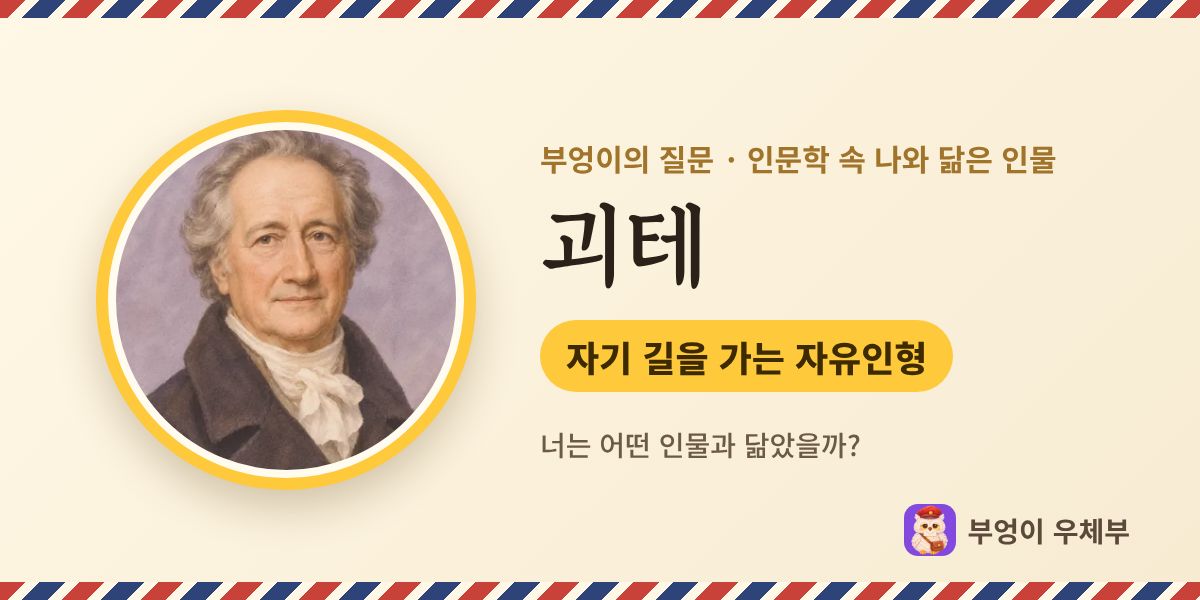 부엉이의 질문 · 인문학 속 나와 닮은 인물
괴테
자기 길을 가는 자유인형
너는 어떤 인물과 닮았을까?
부엉이 우체부